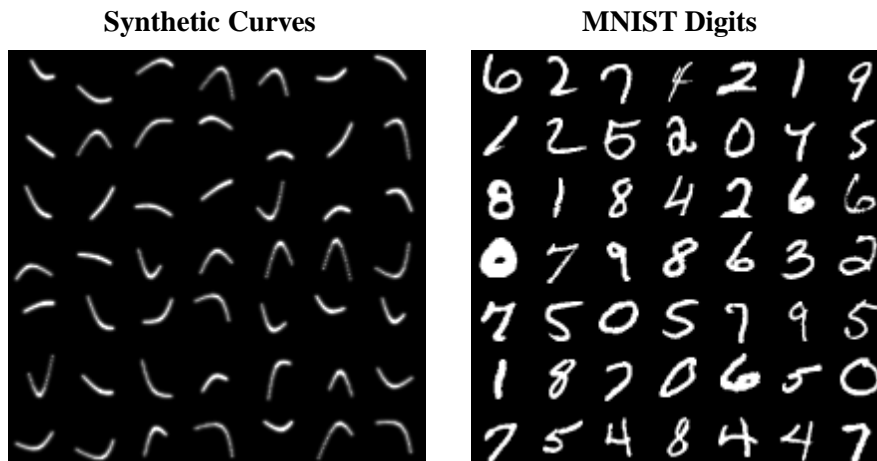 Synthetic Curves
MNIST Digits
6 2 7 4 2 1 9
1 2 5 2 0 4 5
8 1 8 4 2 6 6
0 7 9 8 6 3 2
7 5 0 5 7 9 5
1 8 7 0 6 5 0
7 5 4 8 4 4 7